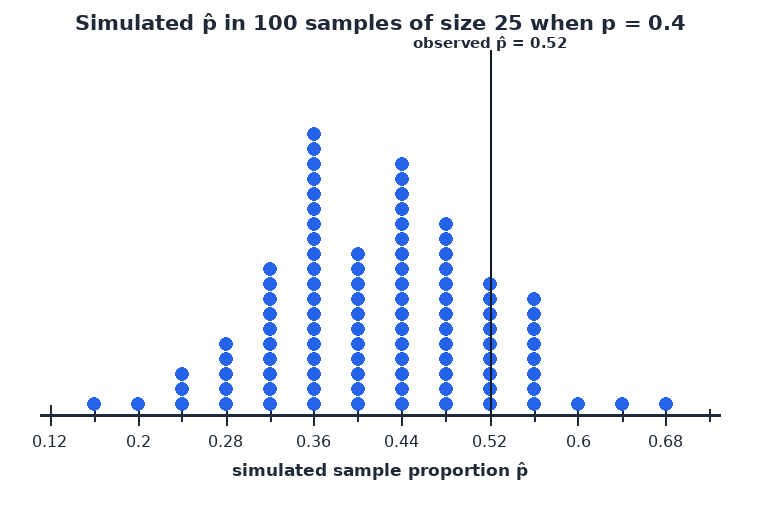 Simulated p̂ in 100 samples of size 25 when p = 0.4
observed p̂ = 0.52
0.12 0.2 0.28 0.36 0.44 0.52 0.6 0.68
simulated sample proportion p̂